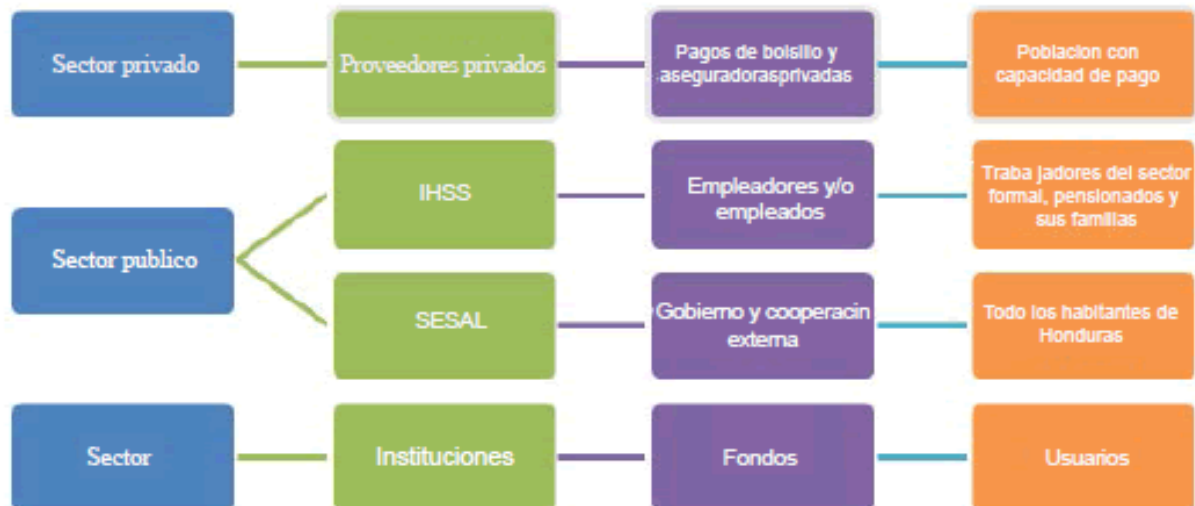 Sector privado
Proveedores privados
Pagos de bolsillo y
aseguradorasprivadas
Poblacion con
capacidad de pago
Sector publico
IHSS
Empleadores y/o
empleados
Traba jadores del sector
formal, pensionados y
sus familias
SESAL
Gobierno y cooperacin
externa
Todo los habitantes de
Honduras
Sector
Instituciones
Fondos
Usuarios